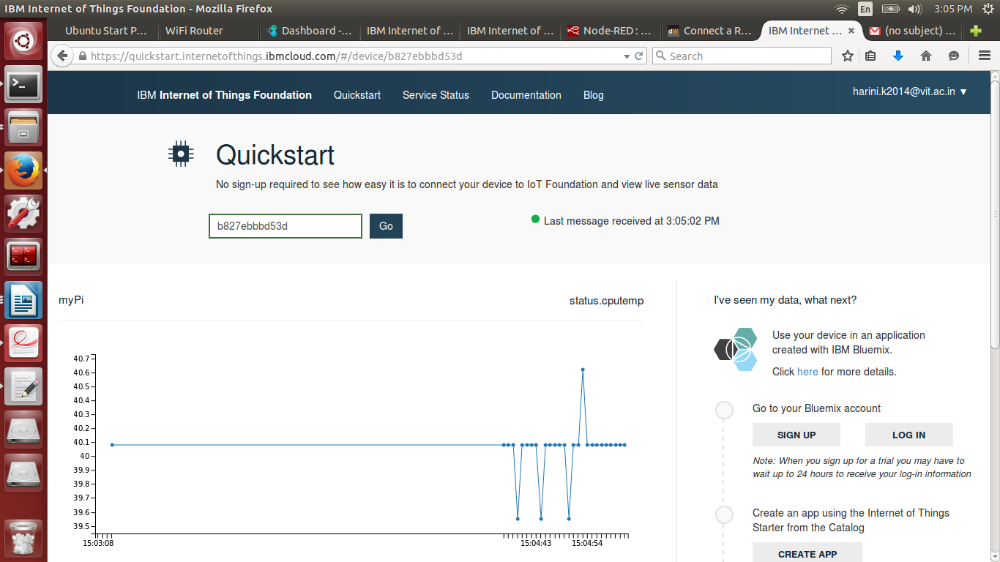 IBM Internet of Things Foundation - Mozilla Firefox
En
3:05 PM
Ubuntu Start P...
WiFi Router
Dashboard -...
IBM Internet of ...
IBM Internet of ...
Node-RED : ...
dw
Connect a R...
IBM Internet ...
(no subject) ...
https://quickstart.internetofthings.ibmcloud.com/#/device/b827ebbbd53d
Search
IBM Internet of Things Foundation
Quickstart
Service Status
Documentation
Blog
harini.k2014@vit.ac.in ▼
Quickstart
No sign-up required to see how easy it is to connect your device to IoT Foundation and view live sensor data
b827ebbbd53d
Go
Last message received at 3:05:02 PM
myPi
status.cputemp
40.7
40.6
40.5
40.4
40.3
40.2
40.1
40
39.9
39.8
39.7
39.6
39.5
15:03:08
15:04:43
15:04:54
I've seen my data, what next?
Use your device in an application
created with IBM Bluemix.
Click here for more details.
Go to your Bluemix account
SIGN UP
LOG IN
Note: When you sign up for a trial you may have to
wait up to 24 hours to receive your log-in information
Create an app using the Internet of Things
Starter from the Catalog
CREATE APP